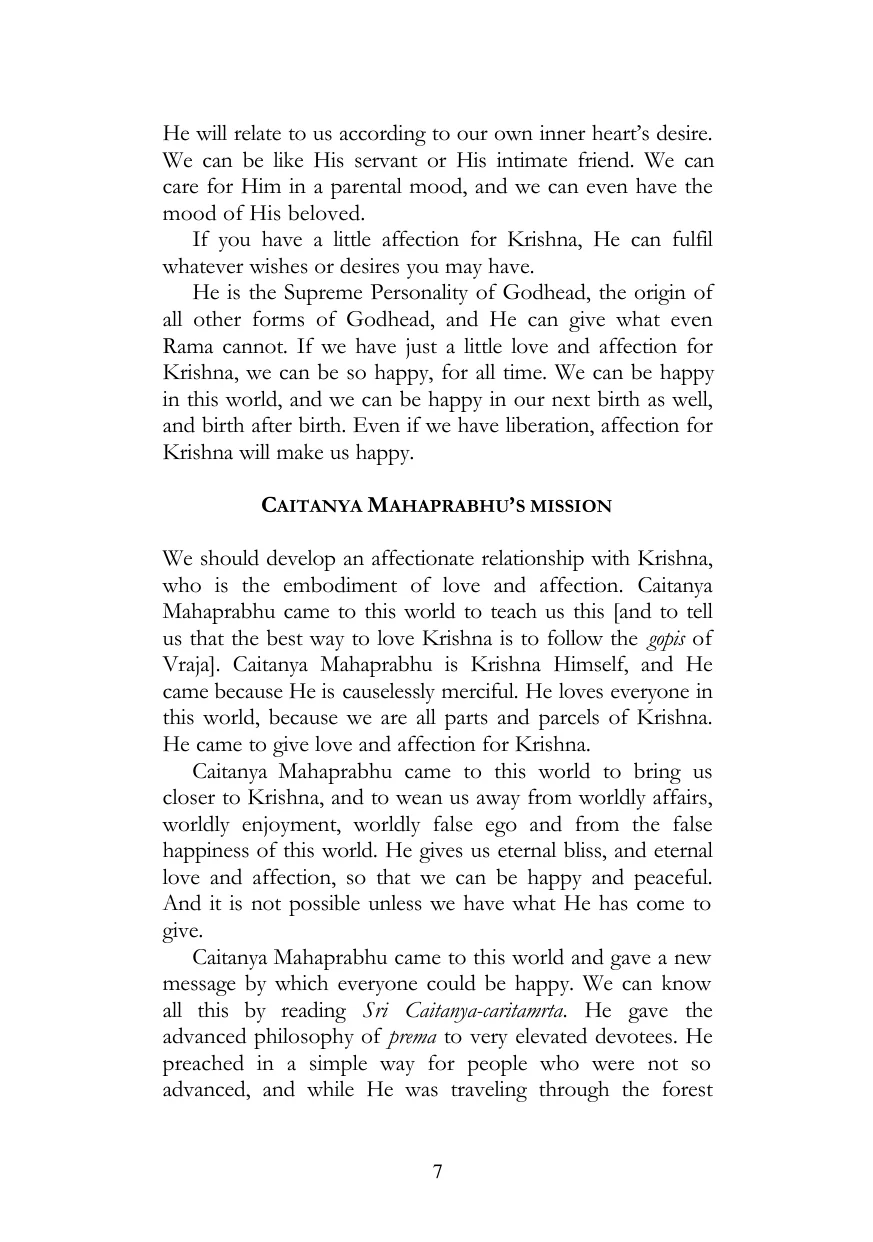 He will relate to us according to our own inner heart’s desire.
We can be like His servant or His intimate friend. We can
care for Him in a parental mood, and we can even have the
mood of His beloved.
If you have a little affection for Krishna, He can fulfil
whatever wishes or desires you may have.
He is the Supreme Personality of Godhead, the origin of
all other forms of Godhead, and He can give what even
Rama cannot. If we have just a little love and affection for
Krishna, we can be so happy, for all time. We can be happy
in this world, and we can be happy in our next birth as well,
and birth after birth. Even if we have liberation, affection for
Krishna will make us happy.
CAITANYA MAHAPRABHU’S MISSION
We should develop an affectionate relationship with Krishna,
who is the embodiment of love and affection. Caitanya
Mahaprabhu came to this world to teach us this [and to tell
us that the best way to love Krishna is to follow the gopis of
Vraja]. Caitanya Mahaprabhu is Krishna Himself, and He
came because He is causelessly merciful. He loves everyone in
this world, because we are all parts and parcels of Krishna.
He came to give love and affection for Krishna.
Caitanya Mahaprabhu came to this world to bring us
closer to Krishna, and to wean us away from worldly affairs,
worldly enjoyment, worldly false ego and from the false
happiness of this world. He gives us eternal bliss, and eternal
love and affection, so that we can be happy and peaceful.
And it is not possible unless we have what He has come to
give.
Caitanya Mahaprabhu came to this world and gave a new
message by which everyone could be happy. We can know
all this by reading Sri Caitanya-caritamrta. He gave the
advanced philosophy of prema to very elevated devotees. He
preached in a simple way for people who were not so
advanced, and while He was traveling through the forest
7